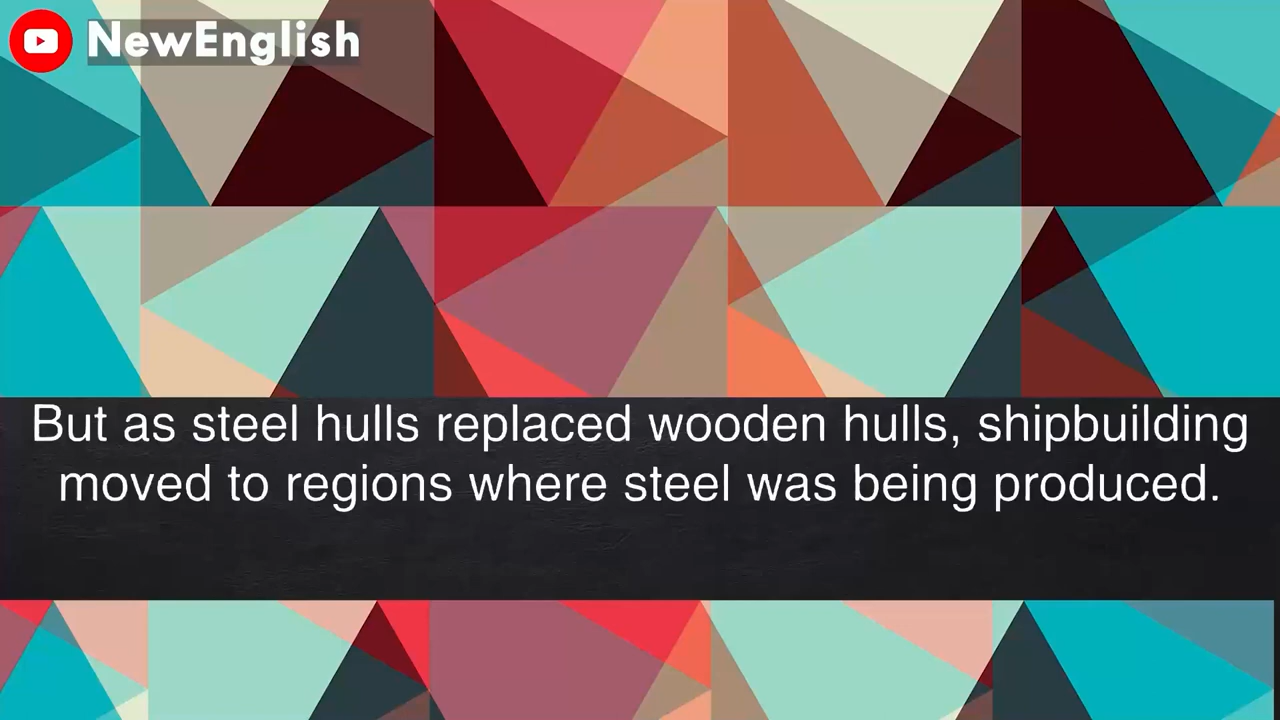 NewEnglish
But as steel hulls replaced wooden hulls, shipbuilding
moved to regions where steel was being produced.